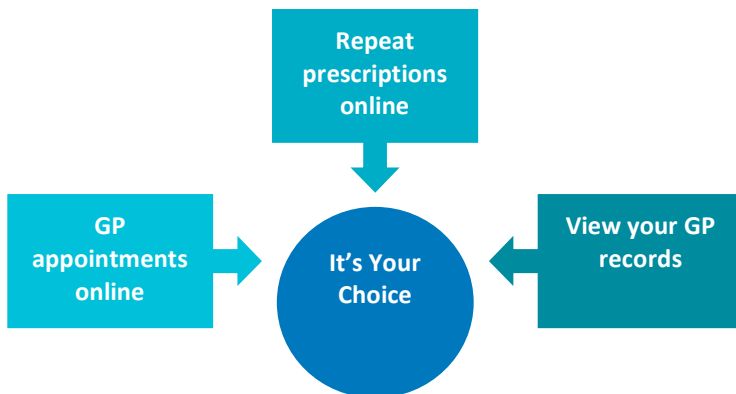 Repeat
prescriptions
online
GP
appointments
online
It’s Your
Choice
View your GP
records